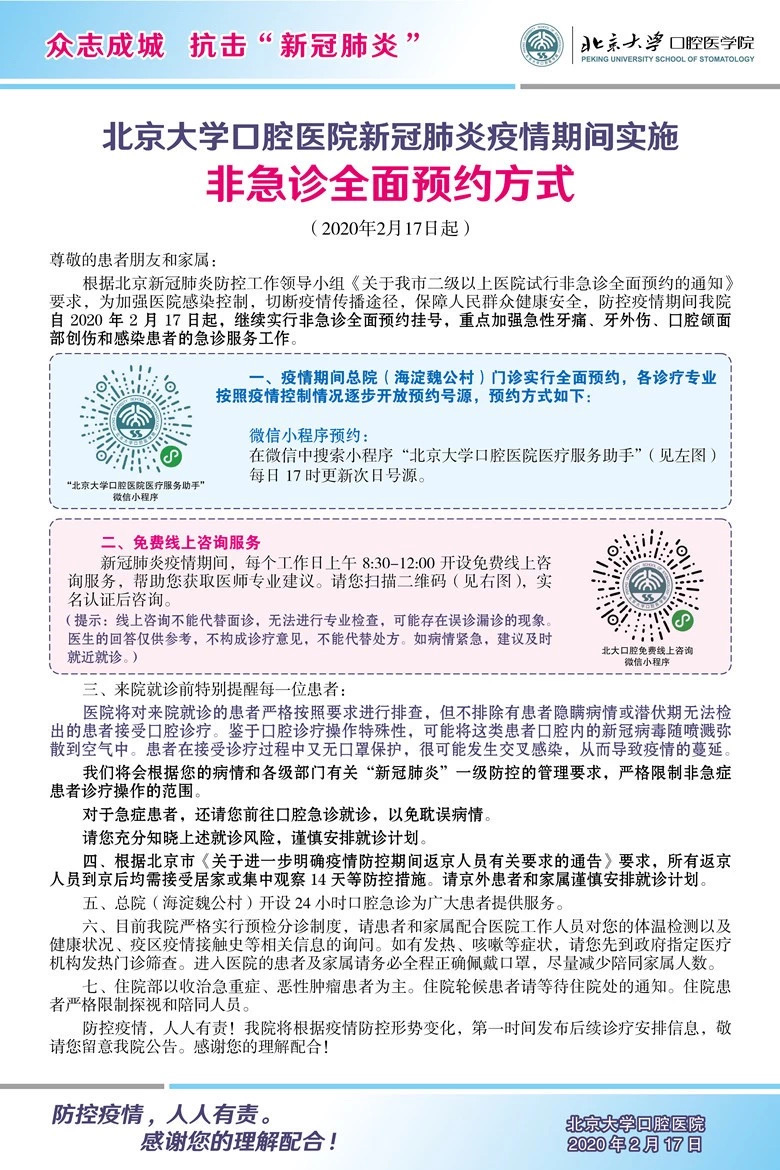 众志成城 抗击“新冠肺炎”
北京大学口腔医学院
PEKING UNIVERSITY SCHOOL OF STOMATOLOGY
北京大学口腔医院新冠肺炎疫情期间实施
非急诊全面预约方式
（2020年2月17日起）
尊敬的患者朋友和家属：
根据北京新冠肺炎防控工作领导小组《关于我市二级以上医院试行非急诊全面预约的通知》
要求，为加强医院感染控制，切断疫情传播途径，保障人民群众健康安全，防控疫情期间我院
自 2020 年 2 月 17 日起，继续实行非急诊全面预约挂号，重点加强急性牙痛、牙外伤、口腔颌面
部创伤和感染患者的急诊服务工作。
一、疫情期间总院（海淀魏公村）门诊实行全面预约，各诊疗专业
按照疫情控制情况逐步开放预约号源，预约方式如下：
微信小程序预约：
在微信中搜索小程序“北京大学口腔医院医疗服务助手”（见左图）
每日 17 时更新次日号源。
“北京大学口腔医院医疗服务助手”
微信小程序
二、免费线上咨询服务
新冠肺炎疫情期间，每个工作日上午 8:30-12:00 开设免费线上咨
询服务，帮助您获取医师专业建议。请您扫描二维码（见右图），实
名认证后咨询。
（提示：线上咨询不能代替面诊，无法进行专业检查，可能存在误诊漏诊的现象。
医生的回答仅供参考，不构成诊疗意见，不能代替处方。如病情紧急，建议及时
就近就诊。）
北大口腔免费线上咨询
微信小程序
三、来院就诊前特别提醒每一位患者：
医院将对来院就诊的患者严格按照要求进行排查，但不排除有患者隐瞒病情或潜伏期无法检
出的患者接受口腔诊疗。鉴于口腔诊疗操作特殊性，可能将这类患者口腔内的新冠病毒随喷溅弥
散到空气中。患者在接受诊疗过程中又无口罩保护，很可能发生交叉感染，从而导致疫情的蔓延。
我们将会根据您的病情和各级部门有关“新冠肺炎”一级防控的管理要求，严格限制非急症
患者诊疗操作的范围。
对于急症患者，还请您前往口腔急诊就诊，以免耽误病情。
请您充分知晓上述就诊风险，谨慎安排就诊计划。
四、根据北京市《关于进一步明确疫情防控期间返京人员有关要求的通告》要求，所有返京
人员到京后均需接受居家或集中观察 14 天等防控措施。请京外患者和家属谨慎安排就诊计划。
五、总院（海淀魏公村）开设 24 小时口腔急诊为广大患者提供服务。
六、目前我院严格实行预检分诊制度，请患者和家属配合医院工作人员对您的体温检测以及
健康状况、疫区疫情接触史等相关信息的询问。如有发热、咳嗽等症状，请您先到政府指定医疗
机构发热门诊筛查。进入医院的患者及家属请务必全程正确佩戴口罩，尽量减少陪同家属人数。
七、住院部以收治急重症、恶性肿瘤患者为主。住院轮候患者请等待住院处的通知。住院患
者严格限制探视和陪同人员。
防控疫情，人人有责！我院将根据疫情防控形势变化，第一时间发布后续诊疗安排信息，敬
请您留意我院公告。感谢您的理解配合！
防控疫情，人人有责。
感谢您的理解配合！
北京大学口腔医院
2020 年 2 月 17 日